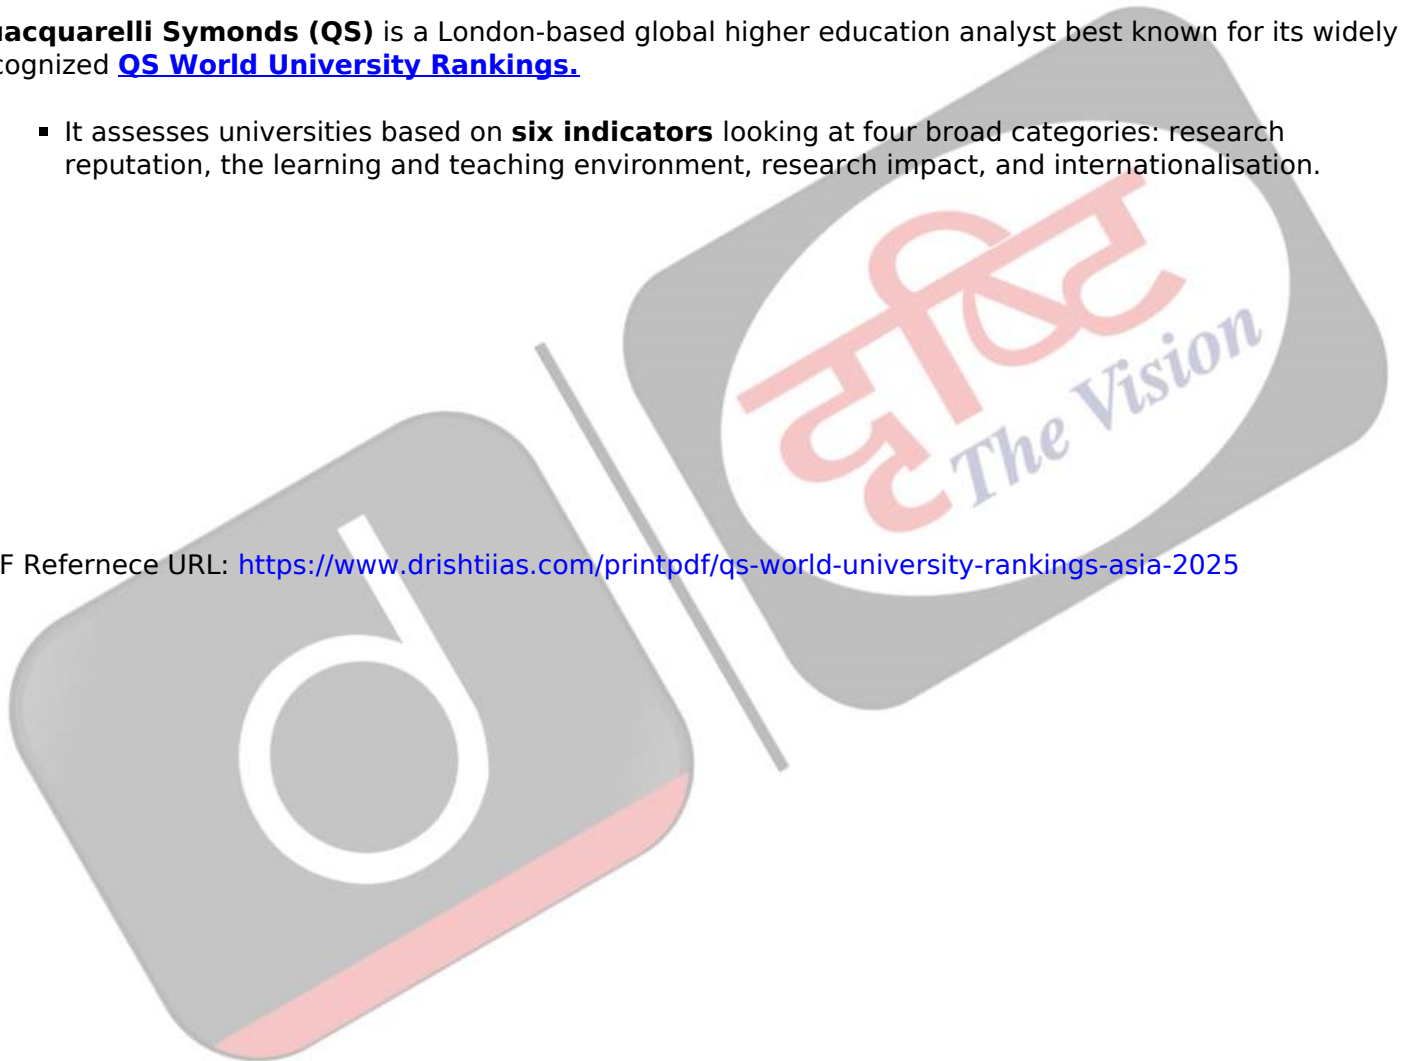 uacquarelli Symonds (QS) is a London-based global higher education analyst best known for its widely
cognized QS World University Rankings.
It assesses universities based on six indicators looking at four broad categories: research
reputation, the learning and teaching environment, research impact, and internationalisation.
दृष्टि
The Vision
F Refernece URL: https://www.drishtiias.com/printpdf/qs-world-university-rankings-asia-2025
d